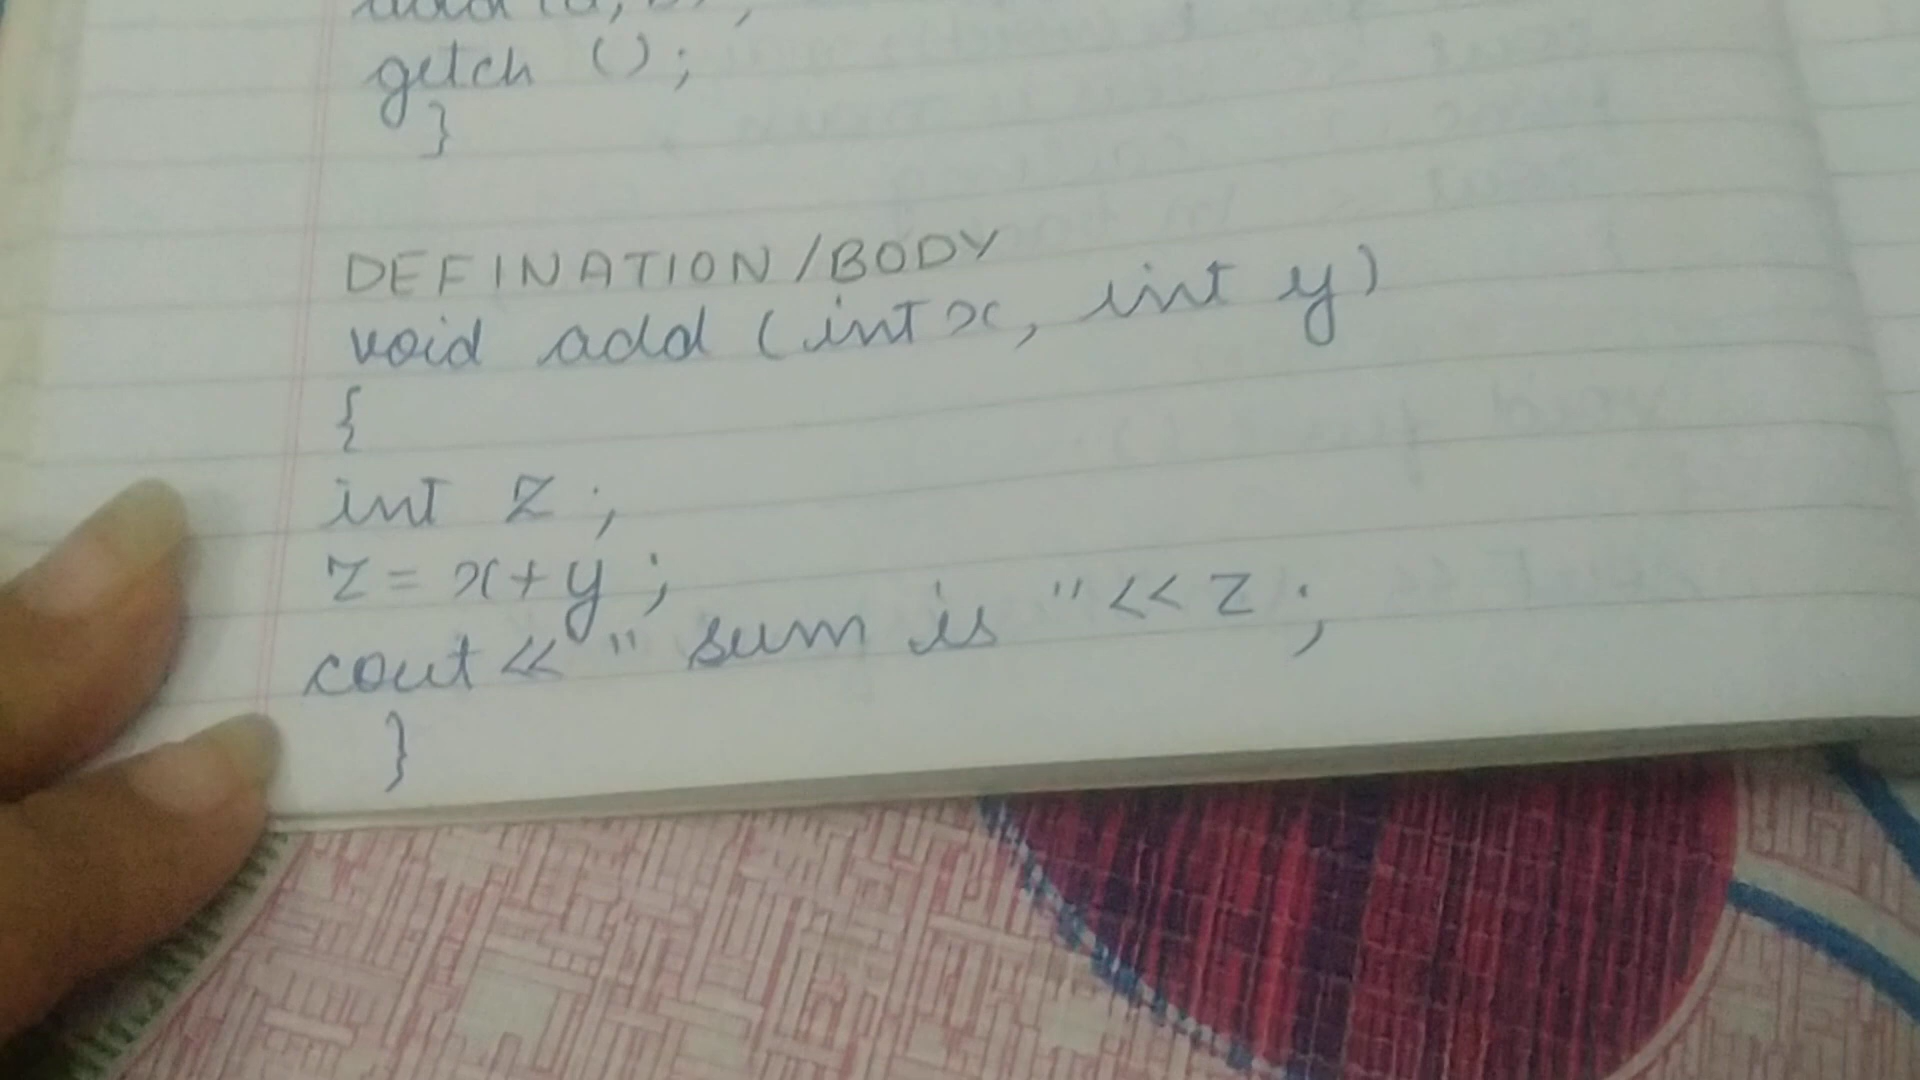 getch ();
}
DEFINATION/BODY
void add (int x, int y)
{
int z;
z = x+y;
cout << " sum is " << z;
}